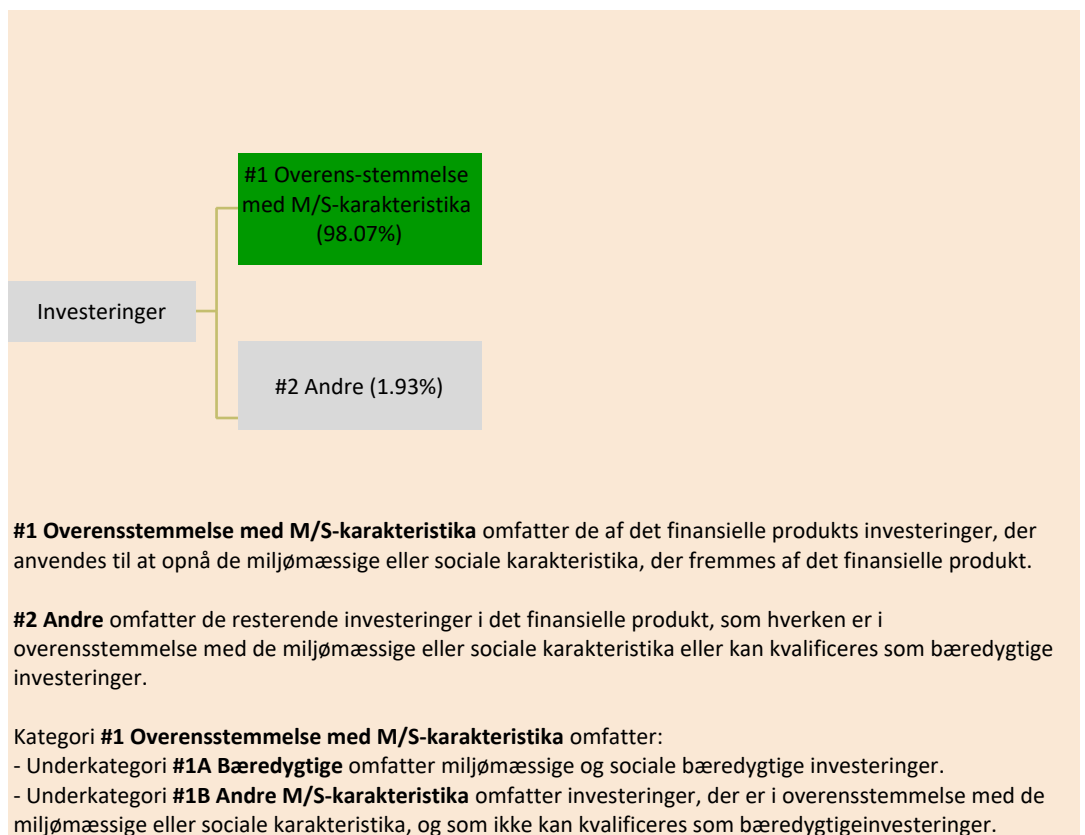 #1 Overens-stemmelse
med M/S-karakteristika
(98.07%)
Investeringer
#2 Andre (1.93%)
#1 Overensstemmelse med M/S-karakteristika omfatter de af det finansielle produkts investeringer, der
anvendes til at opnå de miljømæssige eller sociale karakteristika, der fremmes af det finansielle produkt.
#2 Andre omfatter de resterende investeringer i det finansielle produkt, som hverken er i
overensstemmelse med de miljømæssige eller sociale karakteristika eller kan kvalificeres som bæredygtige
investeringer.
Kategori #1 Overensstemmelse med M/S-karakteristika omfatter:
- Underkategori #1A Bæredygtige omfatter miljømæssige og sociale bæredygtige investeringer.
- Underkategori #1B Andre M/S-karakteristika omfatter investeringer, der er i overensstemmelse med de
miljømæssige eller sociale karakteristika, og som ikke kan kvalificeres som bæredygtigeinvesteringer.